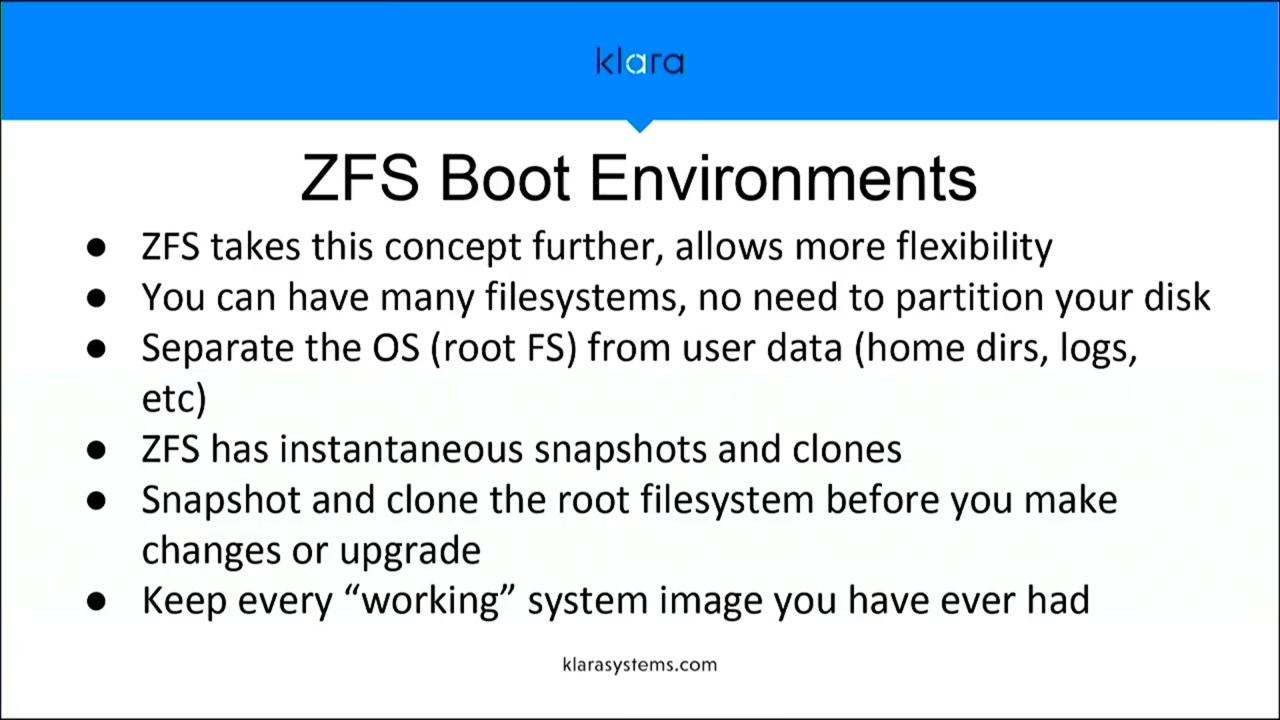 klara
ZFS Boot Environments
● ZFS takes this concept further, allows more flexibility
● You can have many filesystems, no need to partition your disk
● Separate the OS (root FS) from user data (home dirs, logs,
etc)
● ZFS has instantaneous snapshots and clones
● Snapshot and clone the root filesystem before you make
changes or upgrade
● Keep every “working” system image you have ever had
klarasystems.com